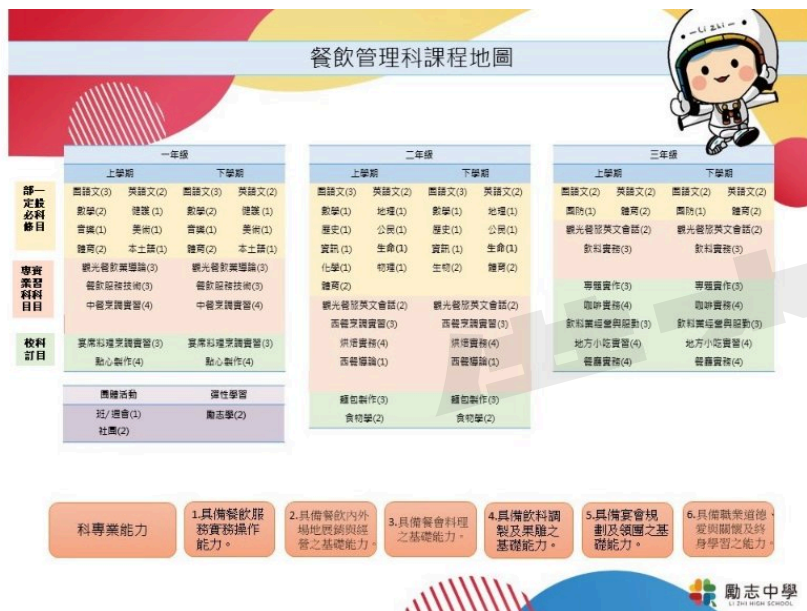 Li zhi
餐飲管理科課程地圖
一年級 二年級 三年級
上學期 下學期 上學期 下學期 上學期 下學期
部定必修 一般科目
國語文(3) 英語文(2) 國語文(3) 英語文(2)
數學(2) 健護(1) 數學(2) 健護(1)
音樂(1) 美術(1) 音樂(1) 美術(1)
體育(2) 本土語(1) 體育(2) 本土語(1)
專業科目 實習科目
觀光餐飲業導論(3) 觀光餐飲業導論(3)
餐飲服務技術(3) 餐飲服務技術(3)
中餐烹調實習(4) 中餐烹調實習(4)
校訂 科目
宴席料理烹調實習(3) 宴席料理烹調實習(3)
點心製作(4) 點心製作(4)
團體活動 彈性學習
班/週會(1) 勵志學(2)
社團(2)
國語文(3) 英語文(2) 國語文(3) 英語文(2)
數學(1) 地理(1) 數學(1) 地理(1)
歷史(1) 公民(1) 歷史(1) 公民(1)
資訊(1) 生命(1) 資訊(1) 生命(1)
化學(1) 物理(1) 生物(2) 體育(2)
體育(2)
觀光餐旅英文會話(2) 觀光餐旅英文會話(2)
西餐烹調實習(3) 西餐烹調實習(3)
烘焙實務(4) 烘焙實務(4)
西餐導論(1) 西餐導論(1)
麵包製作(3) 麵包製作(3)
食物學(2) 食物學(2)
國語文(2) 英語文(2) 國語文(2) 英語文(2)
國防(1) 體育(2) 國防(1) 體育(2)
觀光餐旅英文會話(2) 觀光餐旅英文會話(2)
飲料實務(3) 飲料實務(3)
專題實作(3) 專題實作(3)
咖啡實務(4) 咖啡實務(4)
飲料業經營與服勤(3) 飲料業經營與服勤(3)
地方小吃實習(4) 地方小吃實習(4)
餐廳實務(4) 餐廳實務(4)
科專業能力
1.具備餐飲服
務實務操作
能力。
2.具備餐飲內外
場地展銷與經
營之基礎能力。
3.具備餐會料理
之基礎能力。
4.具備飲料調
製及果雕之
基礎能力。
5.具備宴會規
劃及領團之基
礎能力。
6.具備職業道德、
愛與關懷及終
身學習之能力。
勵志中學
LI ZHI HIGH SCHOOL